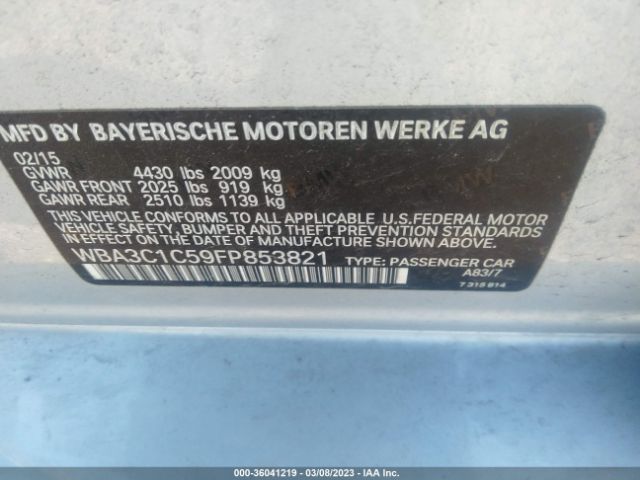 MFD BY BAYERISCHE MOTOREN WERKE AG
02/15
GVWR 4430 lbs 2009 kg
GAWR FRONT 2025 lbs 919 kg
GAWR REAR 2510 lbs 1139 kg
THIS VEHICLE CONFORMS TO ALL APPLICABLE U.S.FEDERAL MOTOR
VEHICLE SAFETY, BUMPER AND THEFT PREVENTION STANDARDS
IN EFFECT ON THE DATE OF MANUFACTURE SHOWN ABOVE.
WBA3C1C59FP853821 TYPE: PASSENGER CAR
A83/7
7 315 814
000-36041219 | 03/08/2023 | IAA Inc.